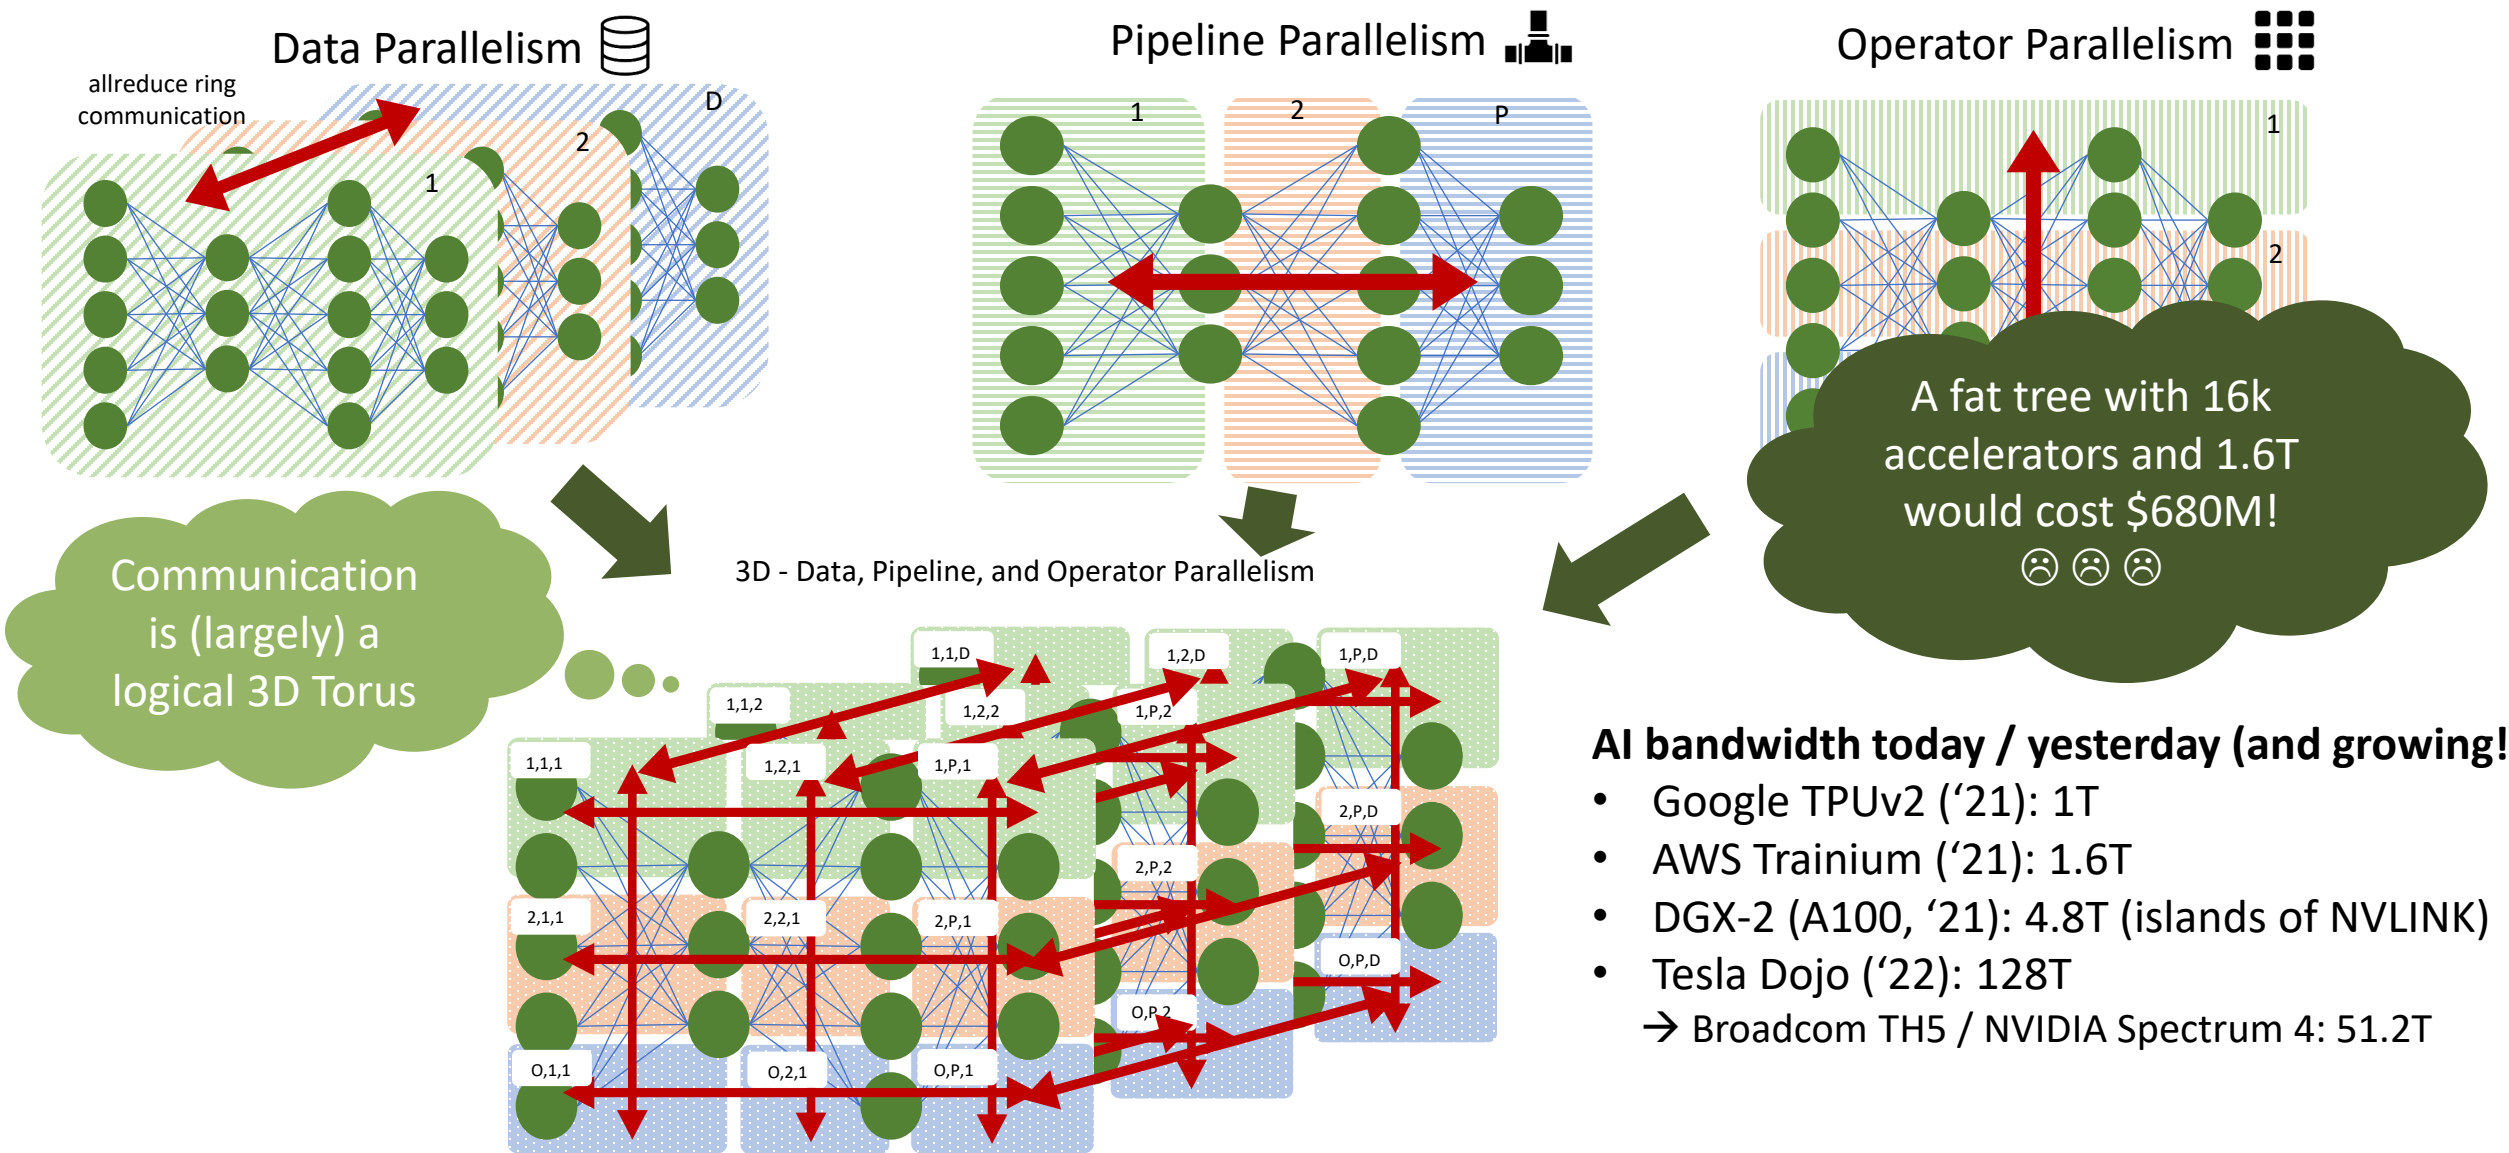 Data Parallelism
allreduce ring
communication
D
2
1
Pipeline Parallelism
1
2
P
Operator Parallelism
1
2
A fat tree with 16k
accelerators and 1.6T
would cost $680M!
☹ ☹ ☹
Communication
is (largely) a
logical 3D Torus
3D - Data, Pipeline, and Operator Parallelism
1,1,D
1,2,D
1,P,D
1,1,2
1,2,2
1,P,2
1,1,1
1,2,1
1,P,1
2,P,D
2,P,2
2,1,1
2,2,1
2,P,1
O,P,D
O,P,2
O,1,1
O,2,1
O,P,1
AI bandwidth today / yesterday (and growing!
• Google TPUv2 (‘21): 1T
• AWS Trainium (‘21): 1.6T
• DGX-2 (A100, ‘21): 4.8T (islands of NVLINK)
• Tesla Dojo (‘22): 128T
→ Broadcom TH5 / NVIDIA Spectrum 4: 51.2T